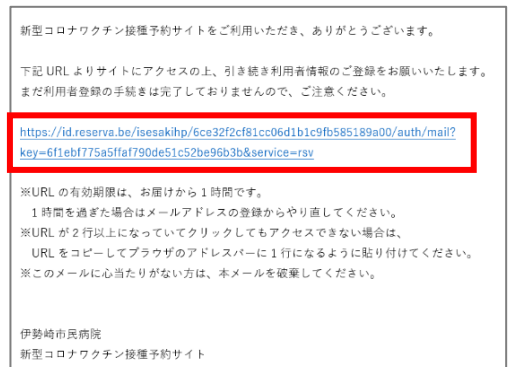 新型コロナワクチン接種予約サイトをご利用いただき、ありがとうございます。
下記 URL よりサイトにアクセスの上、引き続き利用者情報のご登録をお願いいたします。
まだ利用者登録の手続きは完了しておりませんので、ご注意ください。
https://id.reserva.be/isesakihp/6ce32f2cf81cc06d1b1c9fb585189a00/auth/mail?
key=6f1ebf775a5ffaf790de51c52be96b3b&service=rsv
※URL の有効期限は、お届けから 1 時間です。
1 時間を過ぎた場合はメールアドレスの登録からやり直してください。
※URL が 2 行以上になっていてクリックしてもアクセスできない場合は、
URL をコピーしてブラウザのアドレスバーに 1 行になるように貼り付けてください。
※このメールに心当たりがない方は、本メールを破棄してください。
伊勢崎市民病院
新型コロナワクチン接種予約サイト